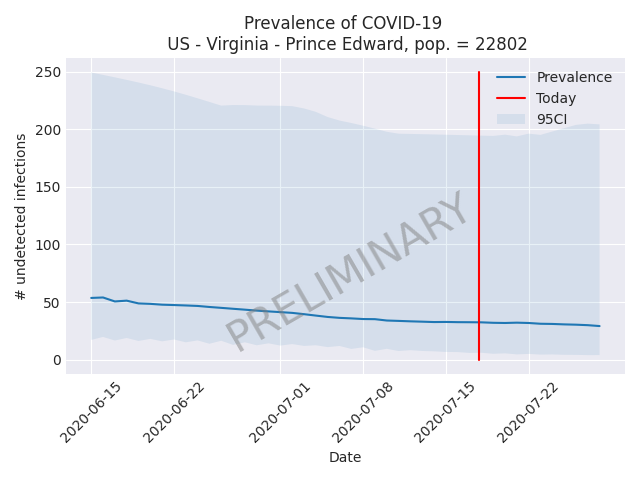 Prevalence of COVID-19
US - Virginia - Prince Edward, pop. = 22802
250
200
150
100
50
0
# undetected infections
Prevalence
Today
95CI
PRELIMINARY
2020-06-15
2020-06-22
2020-07-01
2020-07-08
2020-07-15
2020-07-22
Date